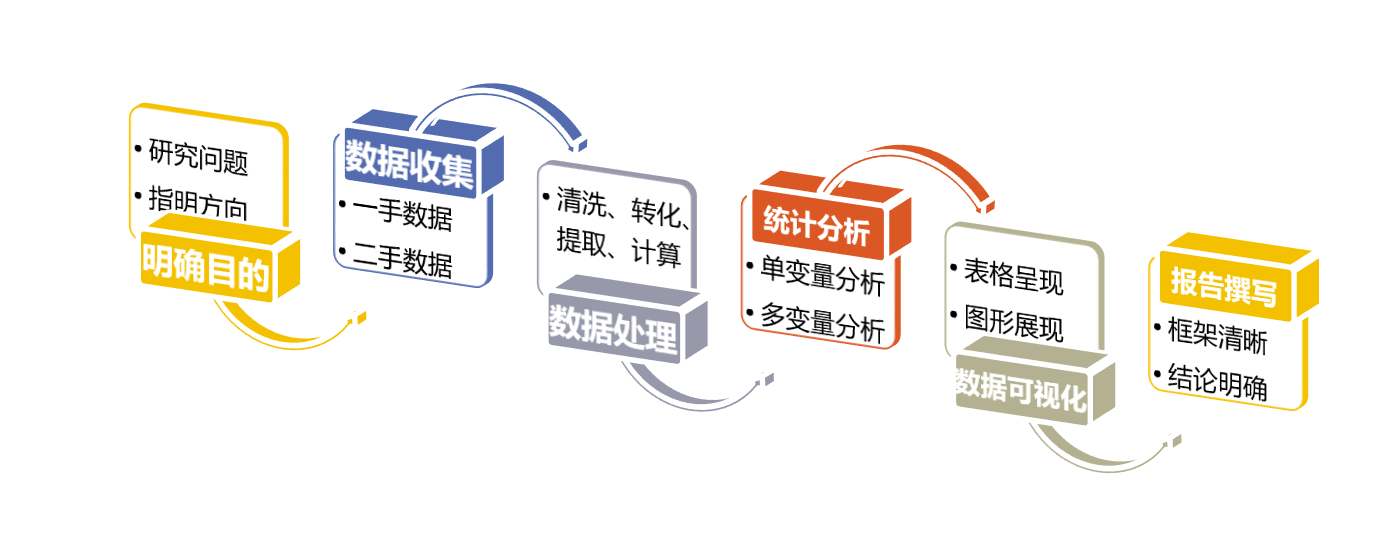 研究问题
指明方向
明确目的
数据收集
一手数据
二手数据
清洗、转化、
提取、计算
数据处理
统计分析
单变量分析
多变量分析
表格呈现
图形展现
数据可视化
报告撰写
框架清晰
结论明确